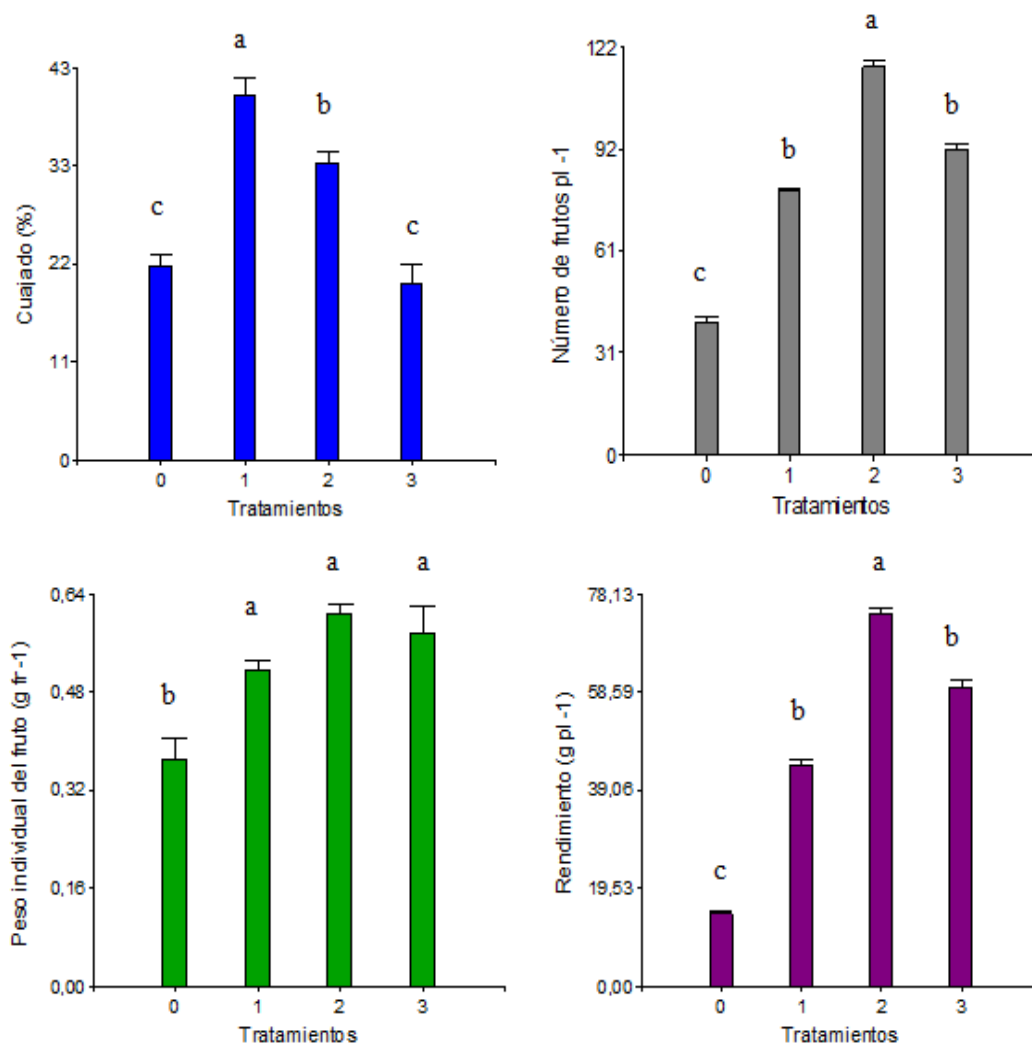 Cuajado (%)
43
33
22
11
0
c
a
b
c
0 1 2 3
Tratamientos
Número de frutos pl -1
122
92
61
31
0
c
b
a
b
0 1 2 3
Tratamientos
Peso individual del fruto (g fr -1)
0,64
0,48
0,32
0,16
0,00
b
a
a
a
0 1 2 3
Tratamientos
Rendimiento (g pl -1)
78,13
58,59
39,06
19,53
0,00
c
b
a
b
0 1 2 3
Tratamientos